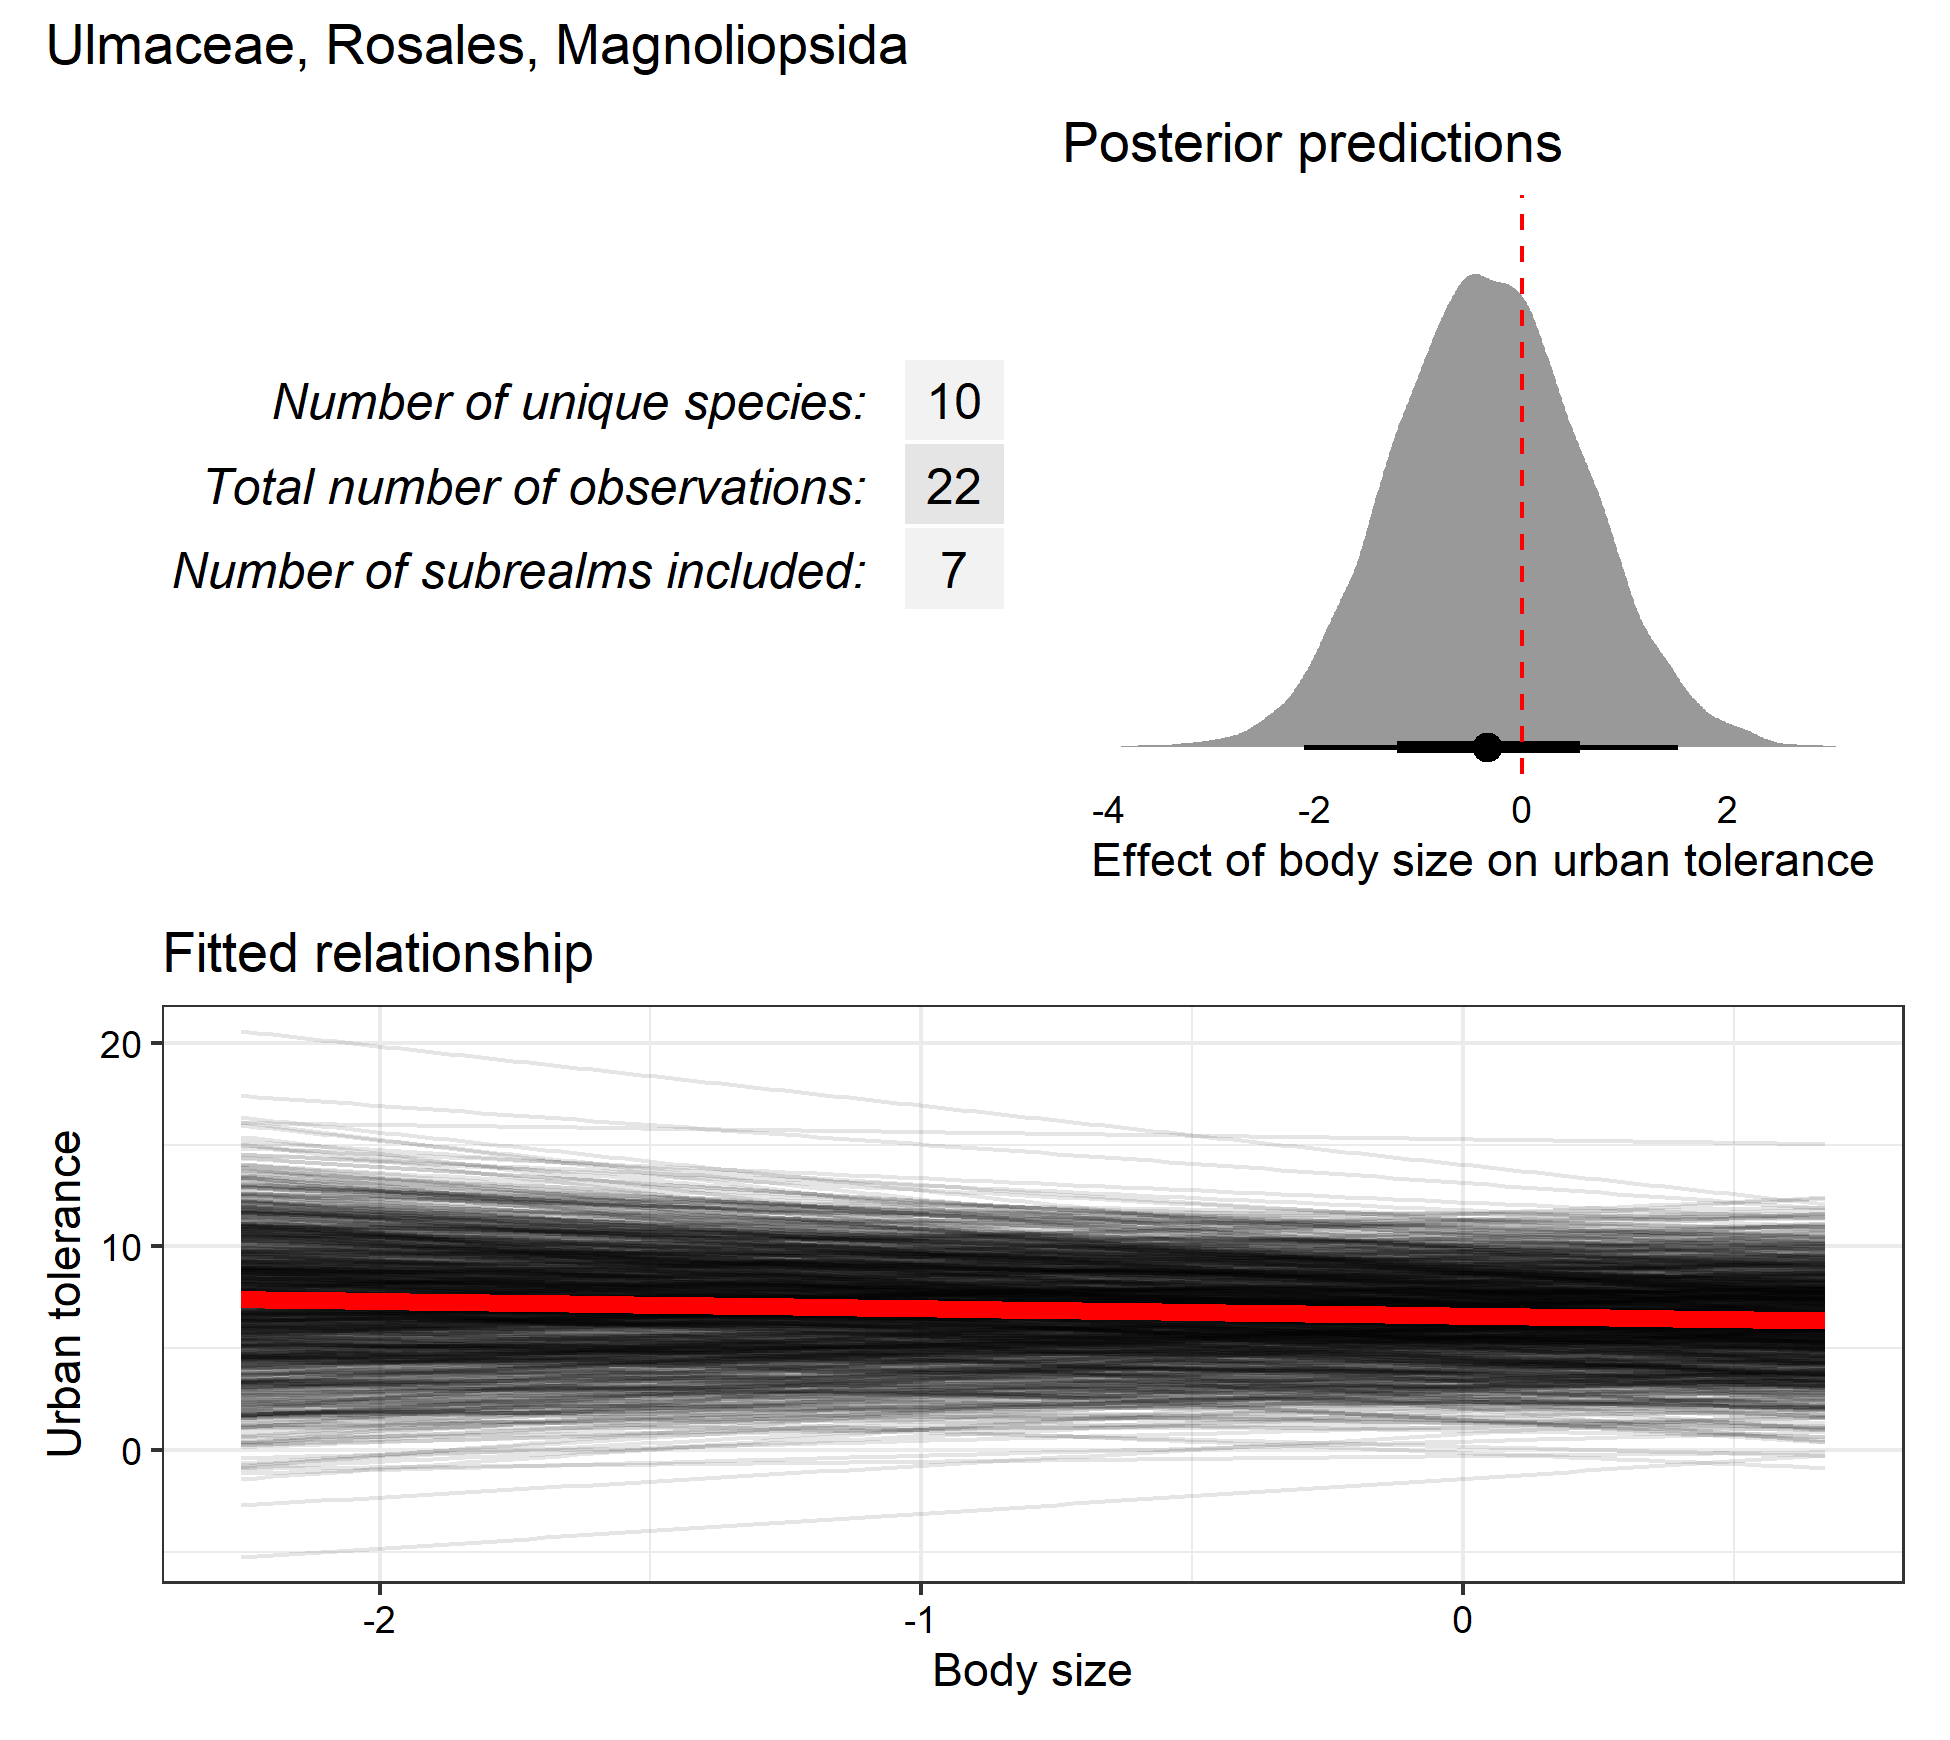 Ulmaceae, Rosales, Magnoliopsida
Number of unique species: 10
Total number of observations: 22
Number of subrealms included: 7
Posterior predictions
-4 -2 0 2
Effect of body size on urban tolerance
Fitted relationship
Urban tolerance
20
10
0
-2 -1 0
Body size